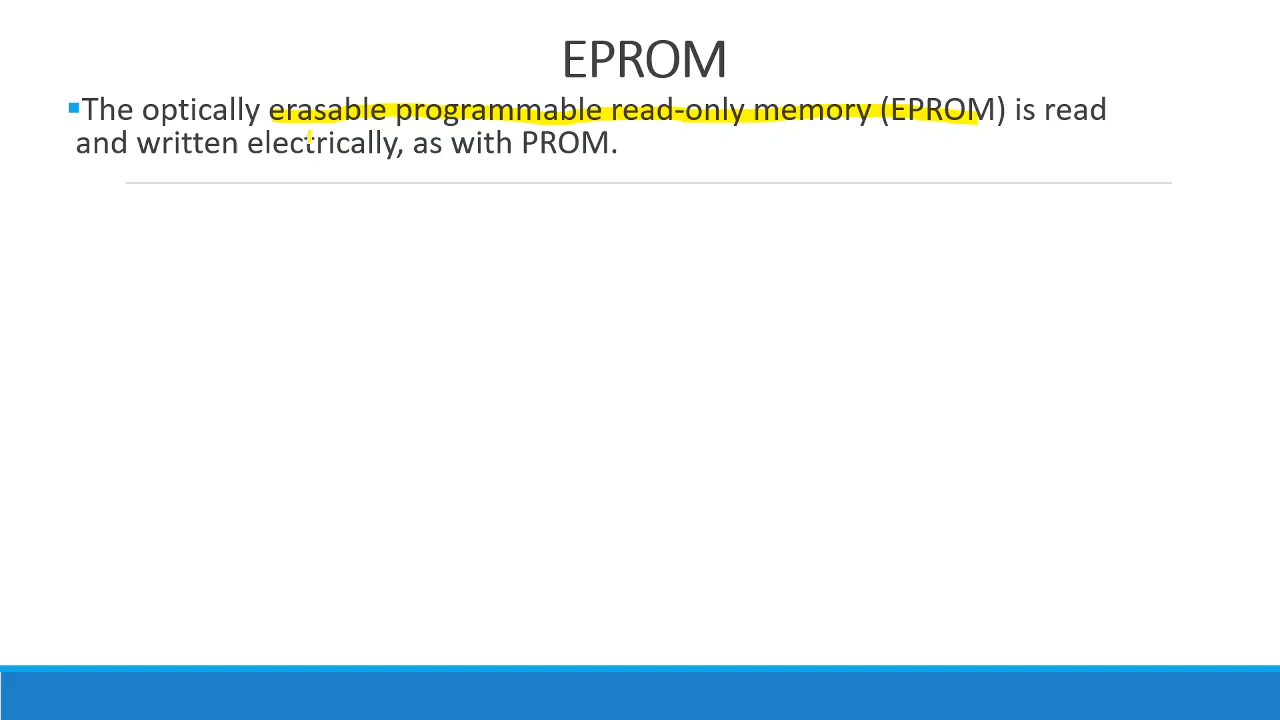 EPROM
▪The optically erasable programmable read-only memory (EPROM) is read
and written electrically, as with PROM.